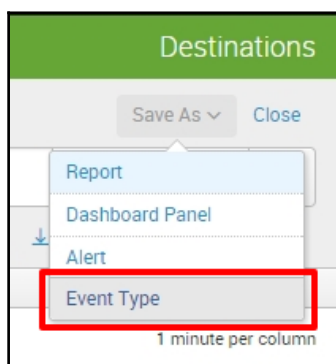 Destinations
Save As Close
Report
Dashboard Panel
Alert
Event Type
1 minute per column